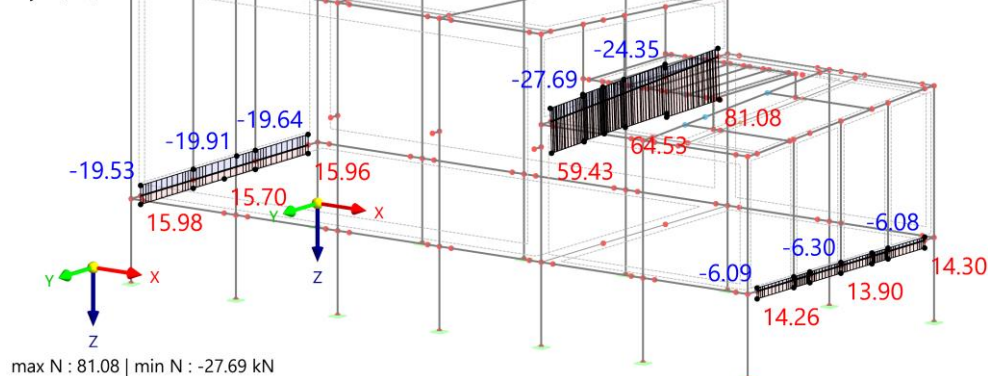 -24.35
-27.69
81.08
64.53
59.43
-19.64
-19.91
-19.53
15.96
15.70
15.98
Y
X
Z
-6.08
-6.30
-6.09
14.30
13.90
14.26
Y
X
Z
max N : 81.08 | min N : -27.69 kN